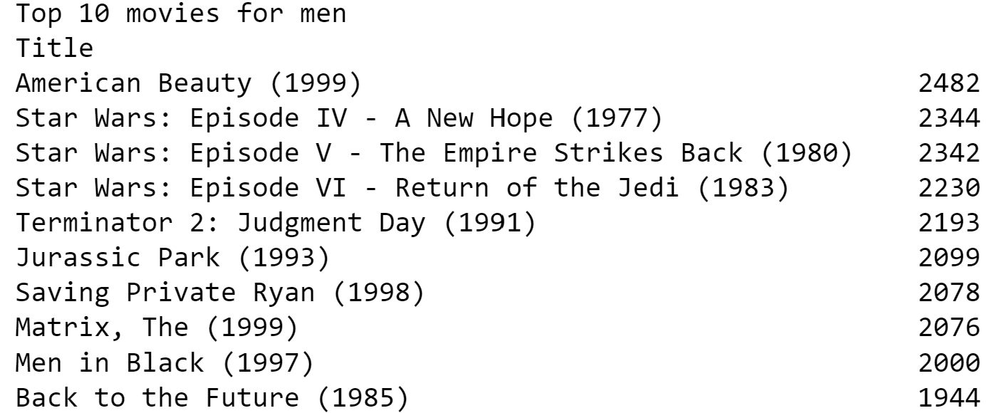 Top 10 movies for men
Title
American Beauty (1999) 2482
Star Wars: Episode IV - A New Hope (1977) 2344
Star Wars: Episode V - The Empire Strikes Back (1980) 2342
Star Wars: Episode VI - Return of the Jedi (1983) 2230
Terminator 2: Judgment Day (1991) 2193
Jurassic Park (1993) 2099
Saving Private Ryan (1998) 2078
Matrix, The (1999) 2076
Men in Black (1997) 2000
Back to the Future (1985) 1944